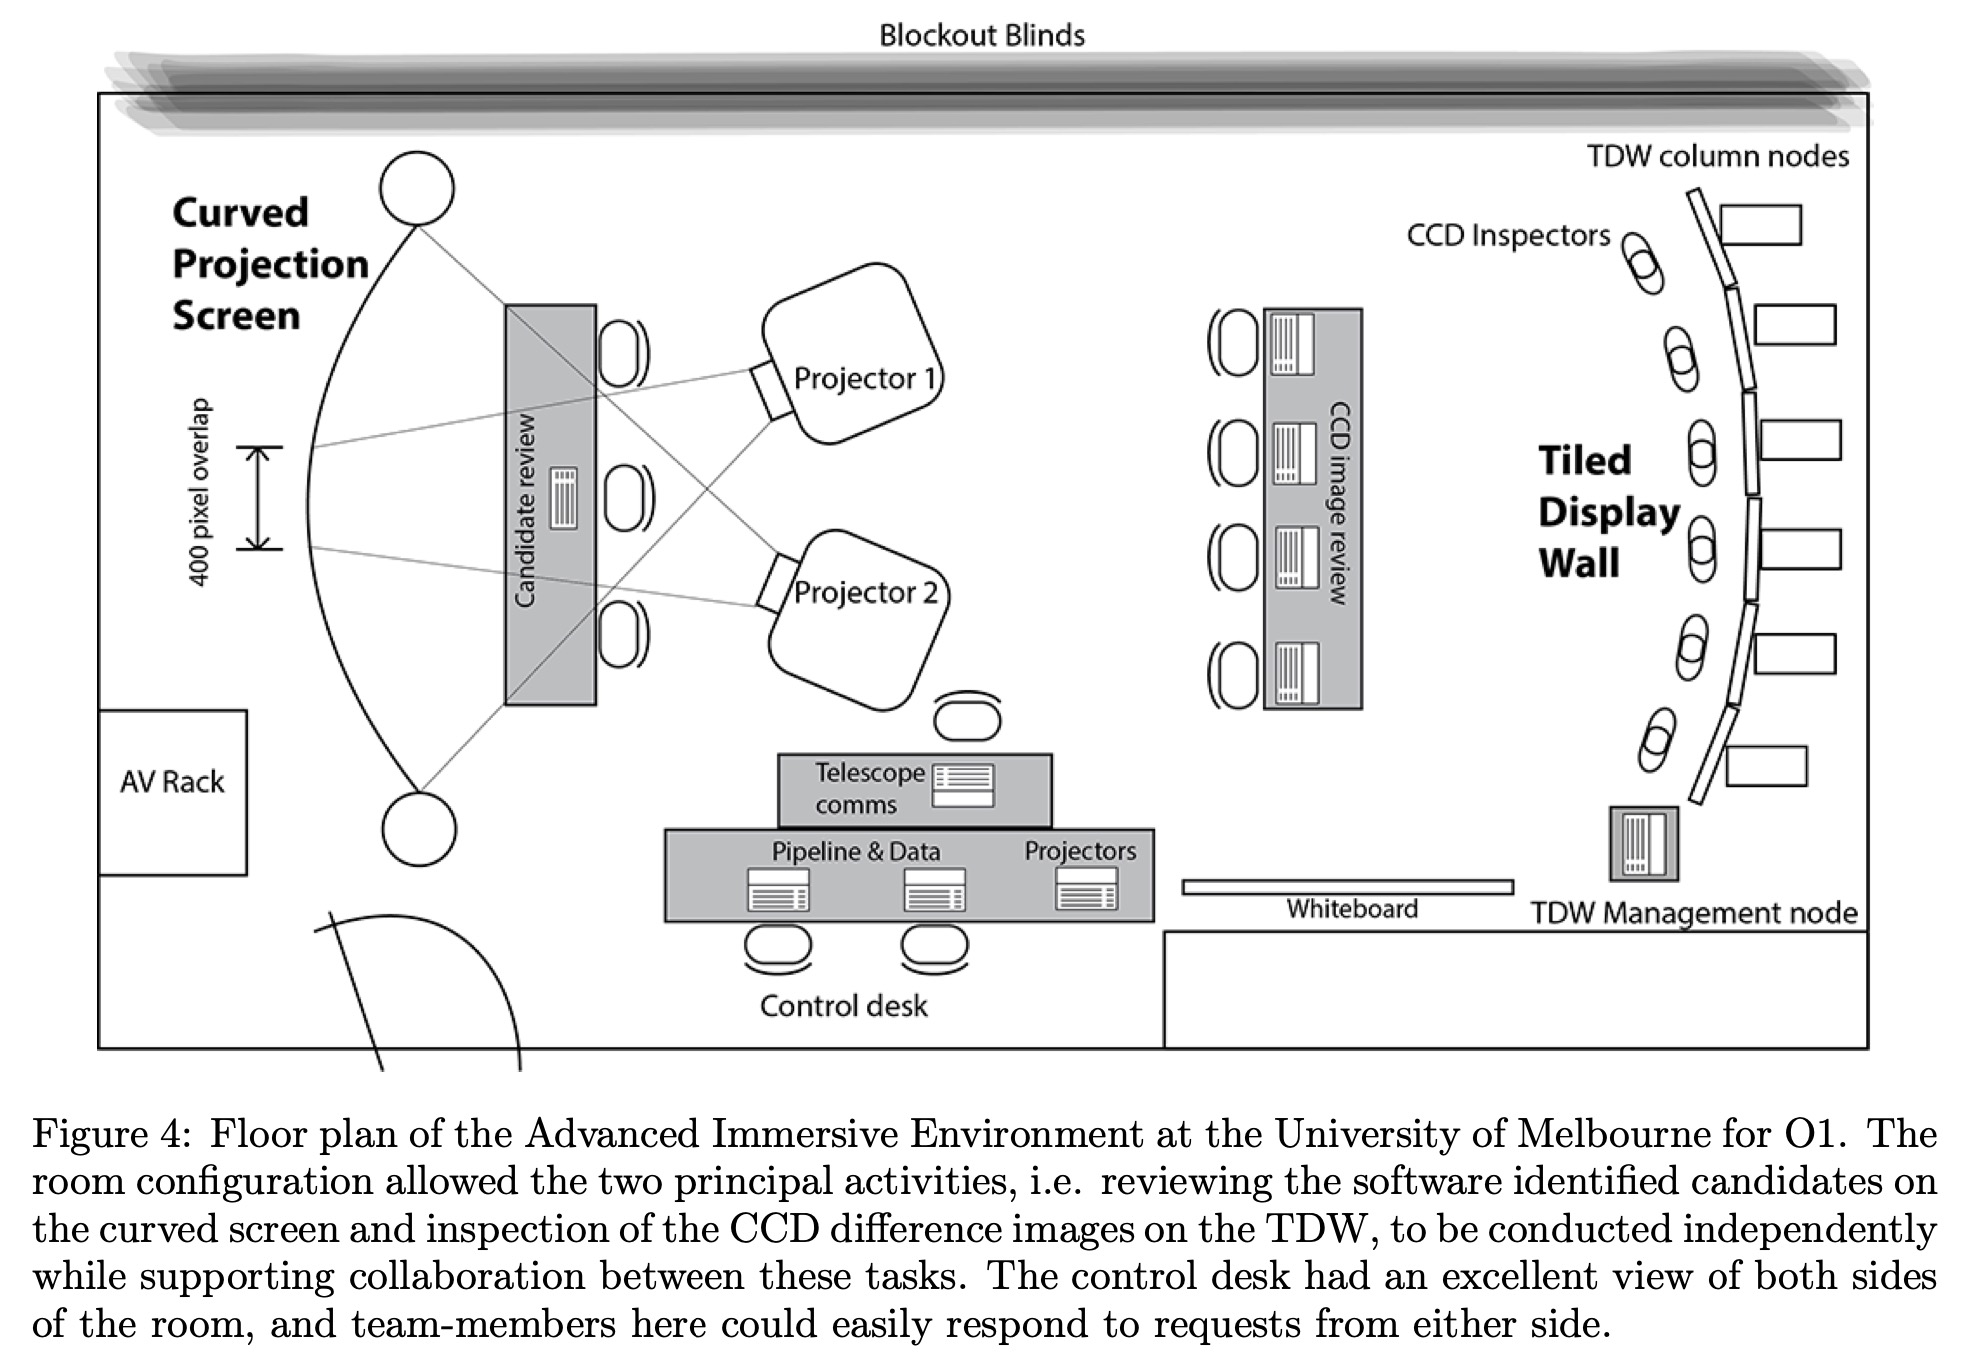 Blockout Blinds
TDW column nodes
CCD Inspectors
Curved
Projection
Screen
Projector 1
400 pixel overlap
Candidate review
CCD image review
Tiled
Display
Wall
Projector 2
AV Rack
Telescope
comms
Pipeline & Data
Projectors
Whiteboard
TDW Management node
Control desk
Figure 4: Floor plan of the Advanced Immersive Environment at the University of Melbourne for O1. The
room configuration allowed the two principal activities, i.e. reviewing the software identified candidates on
the curved screen and inspection of the CCD difference images on the TDW, to be conducted independently
while supporting collaboration between these tasks. The control desk had an excellent view of both sides
of the room, and team-members here could easily respond to requests from either side.